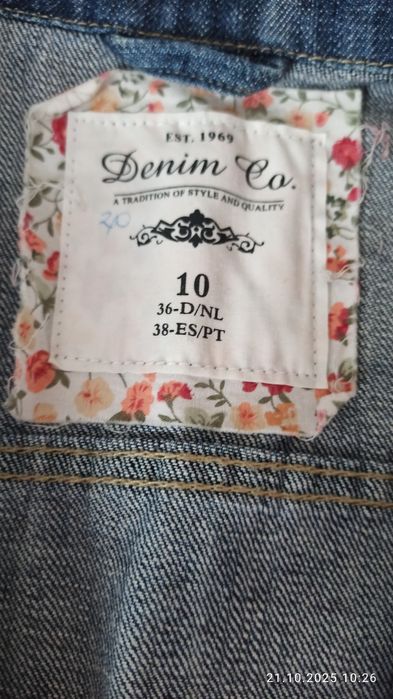 EST. 1969
Denim Co.
A TRADITION OF STYLE AND QUALITY
10
36-D/NL
38-ES/PT
21.10.2025 10:26